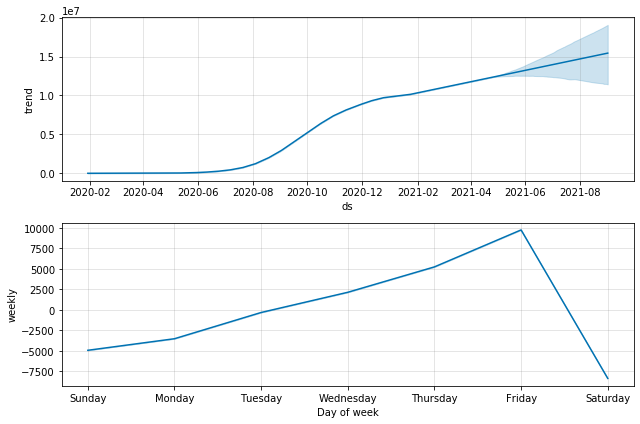 1e7
2.0
1.5
1.0
0.5
0.0
trend
2020-02 2020-04 2020-06 2020-08 2020-10 2020-12 2021-02 2021-04 2021-06 2021-08
ds
10000
7500
5000
2500
0
−2500
−5000
−7500
weekly
Sunday Monday Tuesday Wednesday Thursday Friday Saturday
Day of week